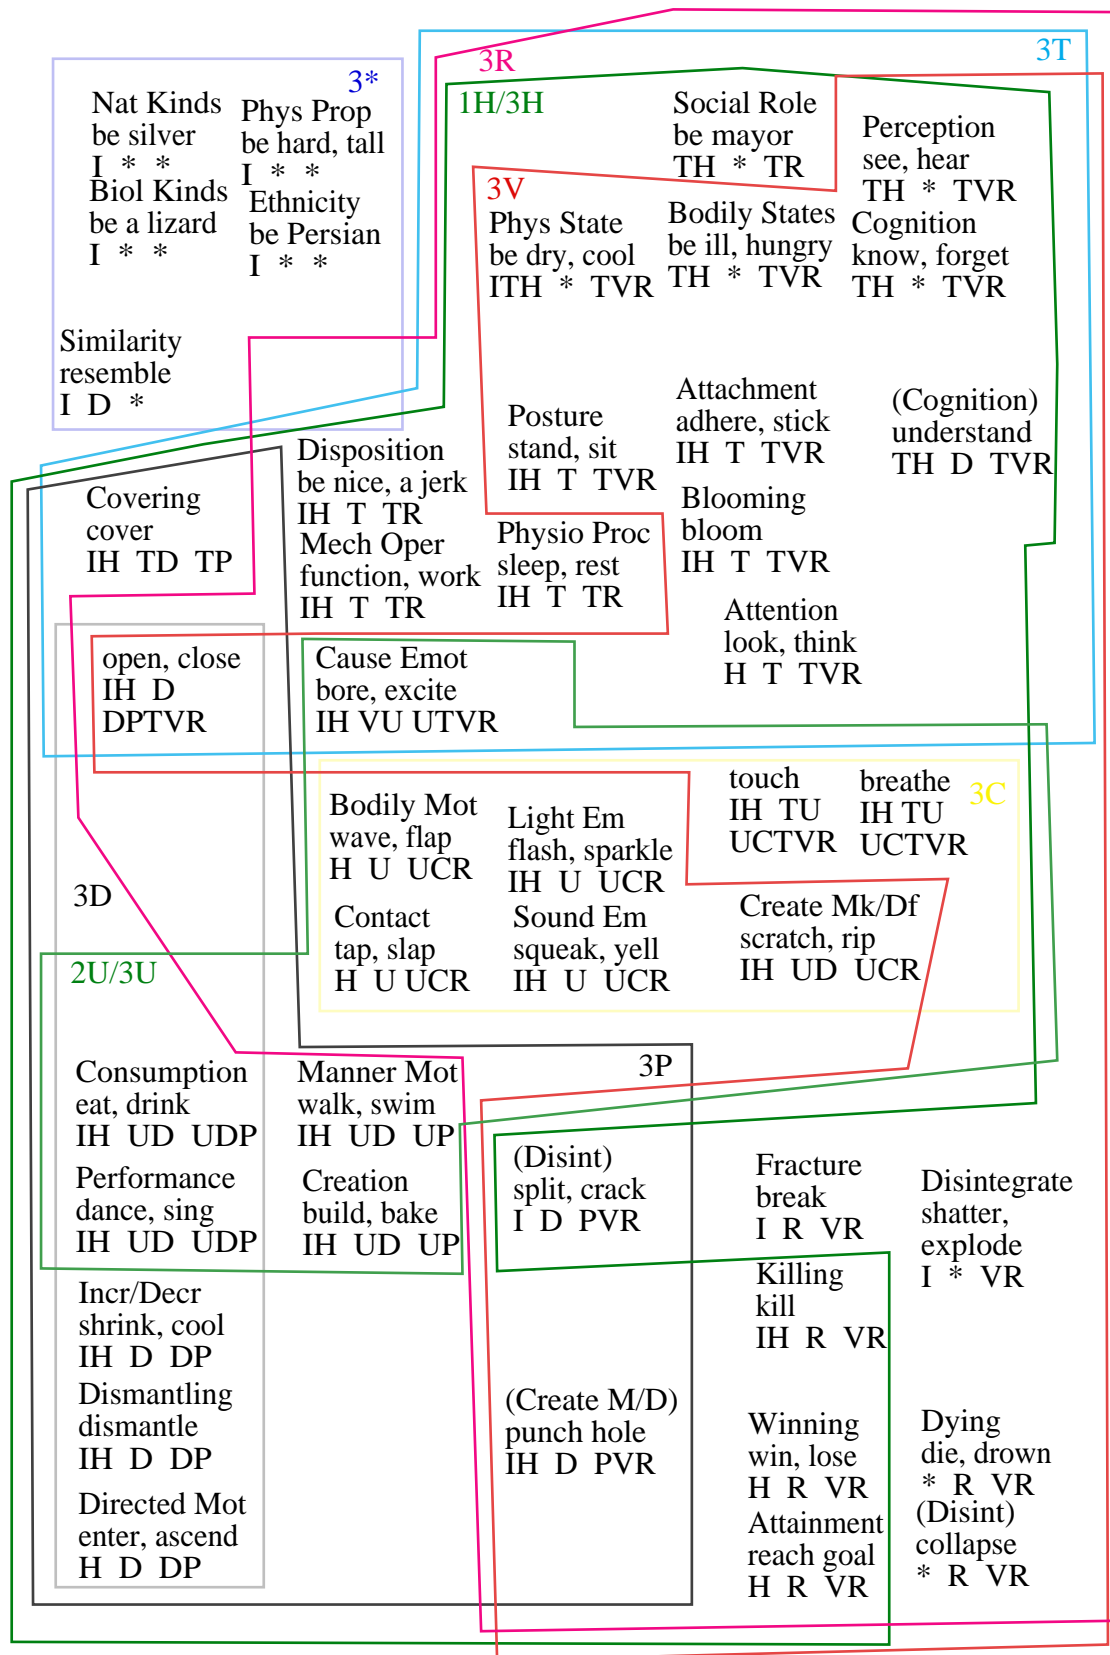 3R
3T
3*
1H/3H
Nat Kinds
be silver
I * *
Phys Prop
be hard, tall
I * *
Social Role
be mayor
TH * TR
Perception
see, hear
TH * TVR
Biol Kinds
be a lizard
I * *
Ethnicity
be Persian
I * *
3V
Phys State
be dry, cool
ITH * TVR
Bodily States
be ill, hungry
TH * TVR
Cognition
know, forget
TH * TVR
Similarity
resemble
I D *
Posture
stand, sit
IH T TVR
Attachment
adhere, stick
IH T TVR
(Cognition)
understand
TH D TVR
Disposition
be nice, a jerk
IH T TR
Covering
cover
IH TD TP
Blooming
bloom
IH T TVR
Mech Oper
function, work
IH T TR
Physio Proc
sleep, rest
IH T TR
Attention
look, think
H T TVR
open, close
IH D
DPTVR
Cause Emot
bore, excite
IH VU UTVR
touch
IH TU
UCTVR
breathe
IH TU
UCTVR
3C
Bodily Mot
wave, flap
H U UCR
Light Em
flash, sparkle
IH U UCR
3D
Contact
tap, slap
H U UCR
Sound Em
squeak, yell
IH U UCR
Create Mk/Df
scratch, rip
IH UD UCR
2U/3U
3P
Consumption
eat, drink
IH UD UDP
Manner Mot
walk, swim
IH UD UP
Performance
dance, sing
IH UD UDP
Creation
build, bake
IH UD UP
(Disint)
split, crack
I D PVR
Fracture
break
I R VR
Disintegrate
shatter,
explode
I * VR
Killing
kill
IH R VR
Incr/Decr
shrink, cool
IH D DP
Dismantling
dismantle
IH D DP
(Create M/D)
punch hole
IH D PVR
Winning
win, lose
H R VR
Dying
die, drown
* R VR
Directed Mot
enter, ascend
H D DP
Attainment
reach goal
H R VR
(Disint)
collapse
* R VR